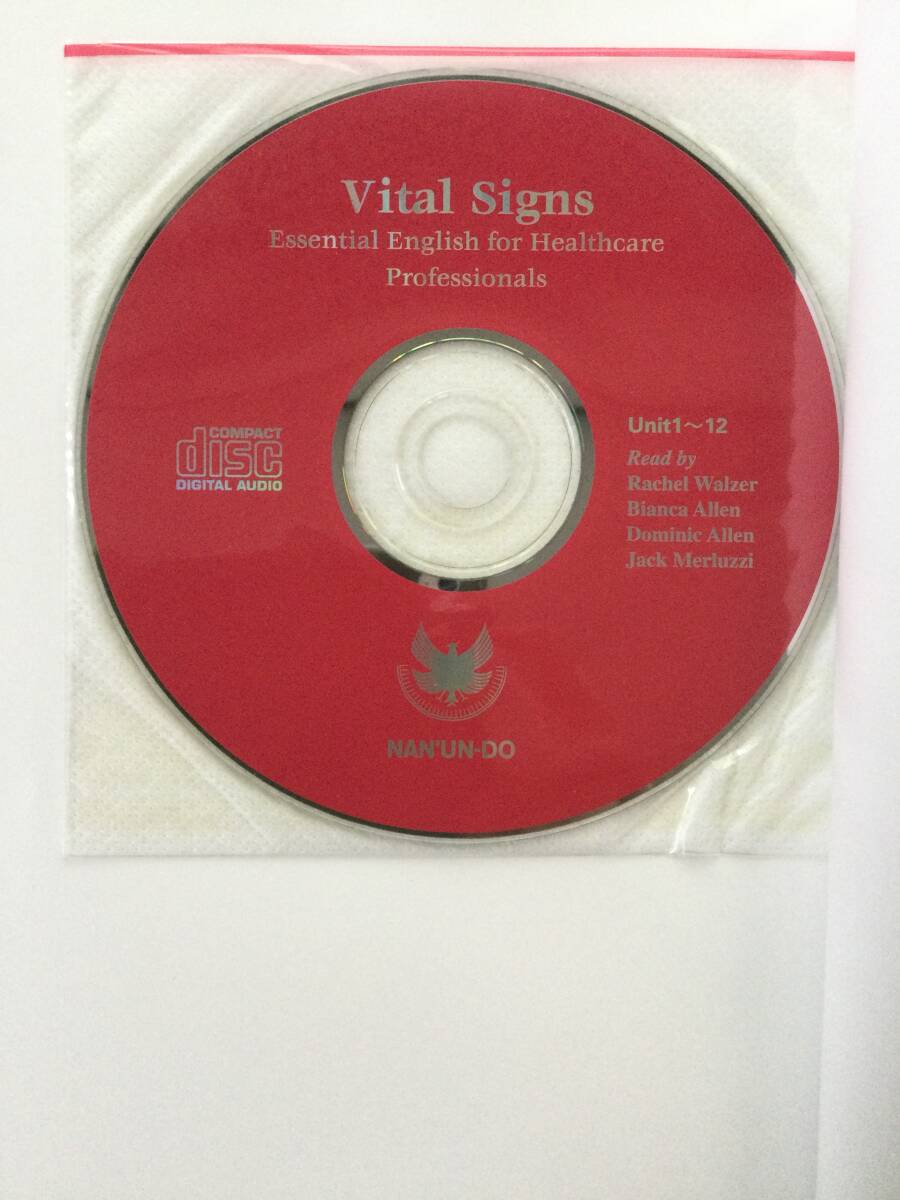 Vital Signs
Essential English for Healthcare
Professionals
COMPACT
disc
DIGITAL AUDIO
Unit1～12
Read by
Rachel Walzer
Bianca Allen
Dominic Allen
Jack Merluzzi
NAN'UN-DO